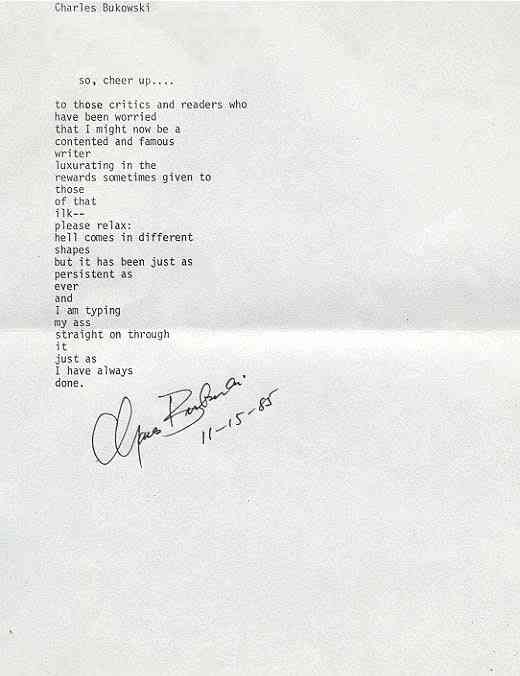 Charles Bukowski
so, cheer up....
to those critics and readers who
have been worried
that I might now be a
contented and famous
writer
luxurating in the
rewards sometimes given to
those
of that
ilk--
please relax:
hell comes in different
shapes
but it has been just as
persistent as
ever
and
I am typing
my ass
straight on through
it
just as
I have always
done.
Charles Bukowski
11-15-85